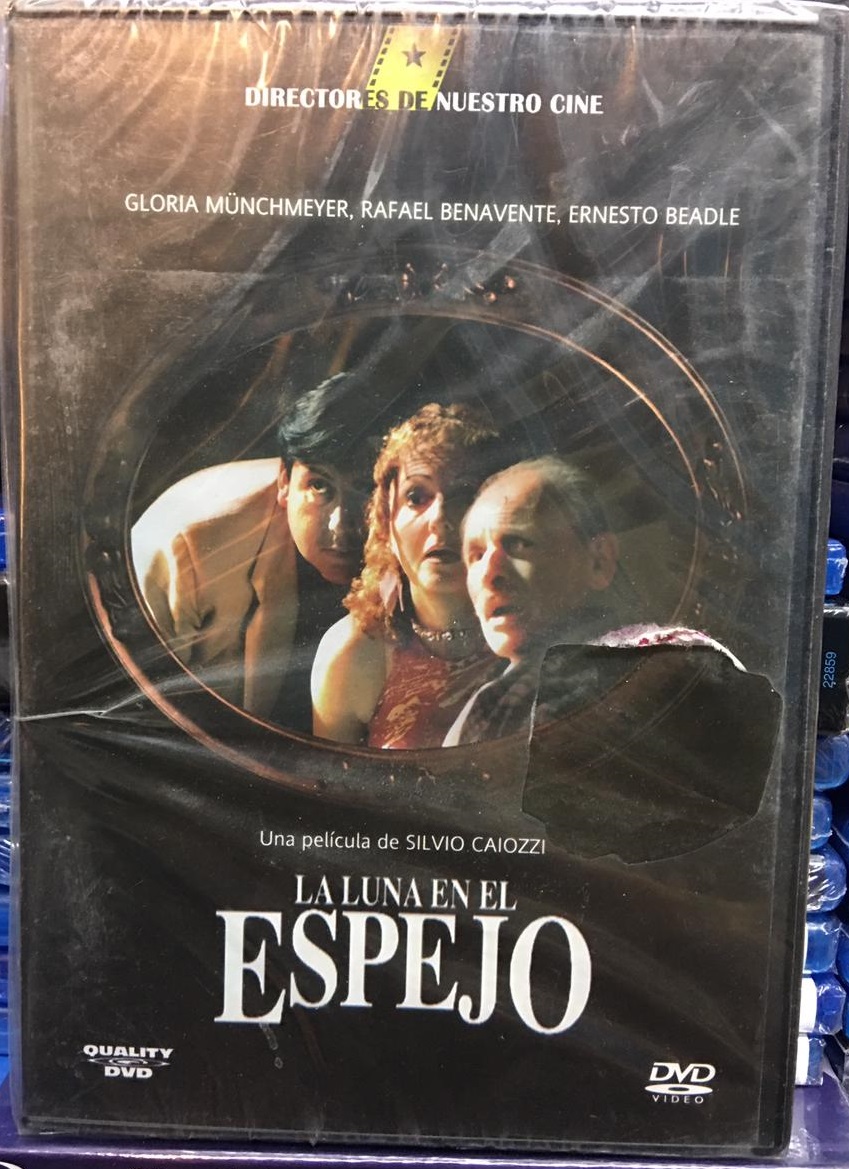 DIRECTORES DE NUESTRO CINE
GLORIA MÜNCHMEYER, RAFAEL BENAVENTE, ERNESTO BEADLE
Una película de SILVIO CAIOZZI
LA LUNA EN EL
ESPEJO
QUALITY
DVD
DVD
VIDEO
22859